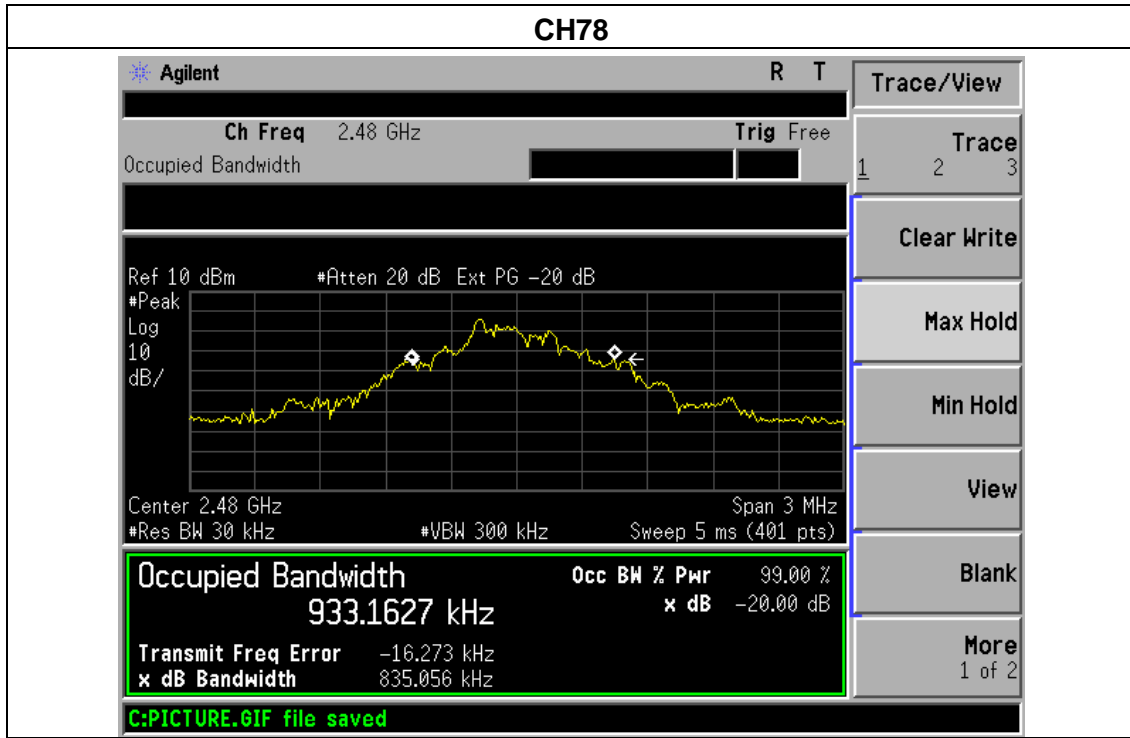 CH78
Agilent R T
Trace/View
Ch Freq 2.48 GHz Trig Free
Occupied Bandwidth
Trace
1 2 3
Clear Write
Ref 10 dBm #Atten 20 dB Ext PG -20 dB
#Peak
Log
10
dB/
Max Hold
Min Hold
View
Center 2.48 GHz Span 3 MHz
#Res BW 30 kHz #VBW 300 kHz Sweep 5 ms (401 pts)
Occupied Bandwidth Occ BW % Pwr 99.00 %
933.1627 kHz x dB -20.00 dB
Blank
Transmit Freq Error -16.273 kHz
x dB Bandwidth 835.056 kHz
More
1 of 2
C:PICTURE.GIF file saved